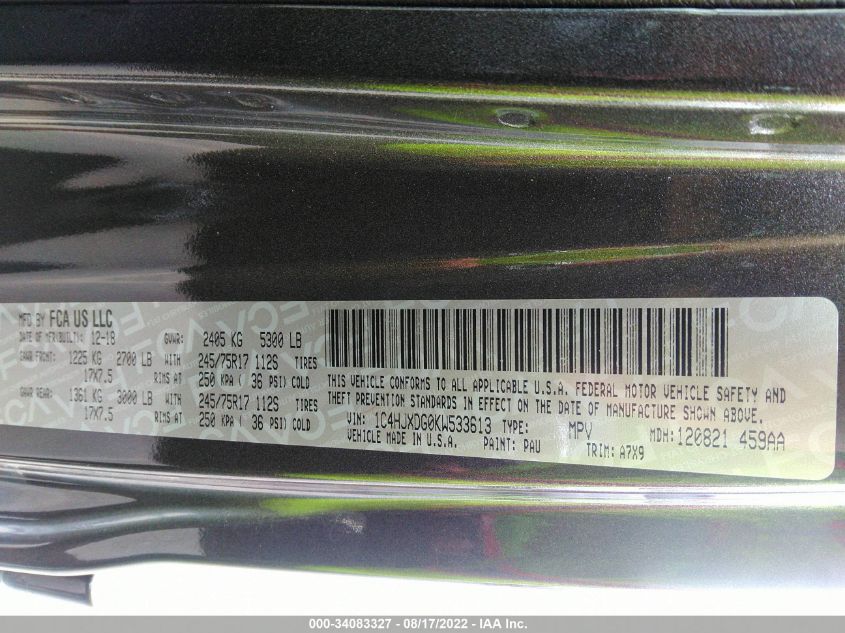 MFD BY FCA US LLC
DATE OF MFR(BUILT): 12-18 GVWR: 2405 KG 5300 LB
GAWR FRONT: 1225 KG 2700 LB WITH 245/75R17 112S TIRES
17X7.5 RIMS AT 250 KPA ( 36 PSI) COLD
GAWR REAR: 1361 KG 3000 LB WITH 245/75R17 112S TIRES
17X7.5 RIMS AT 250 KPA ( 36 PSI) COLD
THIS VEHICLE CONFORMS TO ALL APPLICABLE U.S.A. FEDERAL MOTOR VEHICLE SAFETY AND
THEFT PREVENTION STANDARDS IN EFFECT ON THE DATE OF MANUFACTURE SHOWN ABOVE.
VIN: 1C4HJXDG0KW533613 TYPE: MPV MDH: 120821 459AA
VEHICLE MADE IN U.S.A. PAINT: PAU TRIM: A7X9
000-34083327 - 08/17/2022 - IAA Inc.